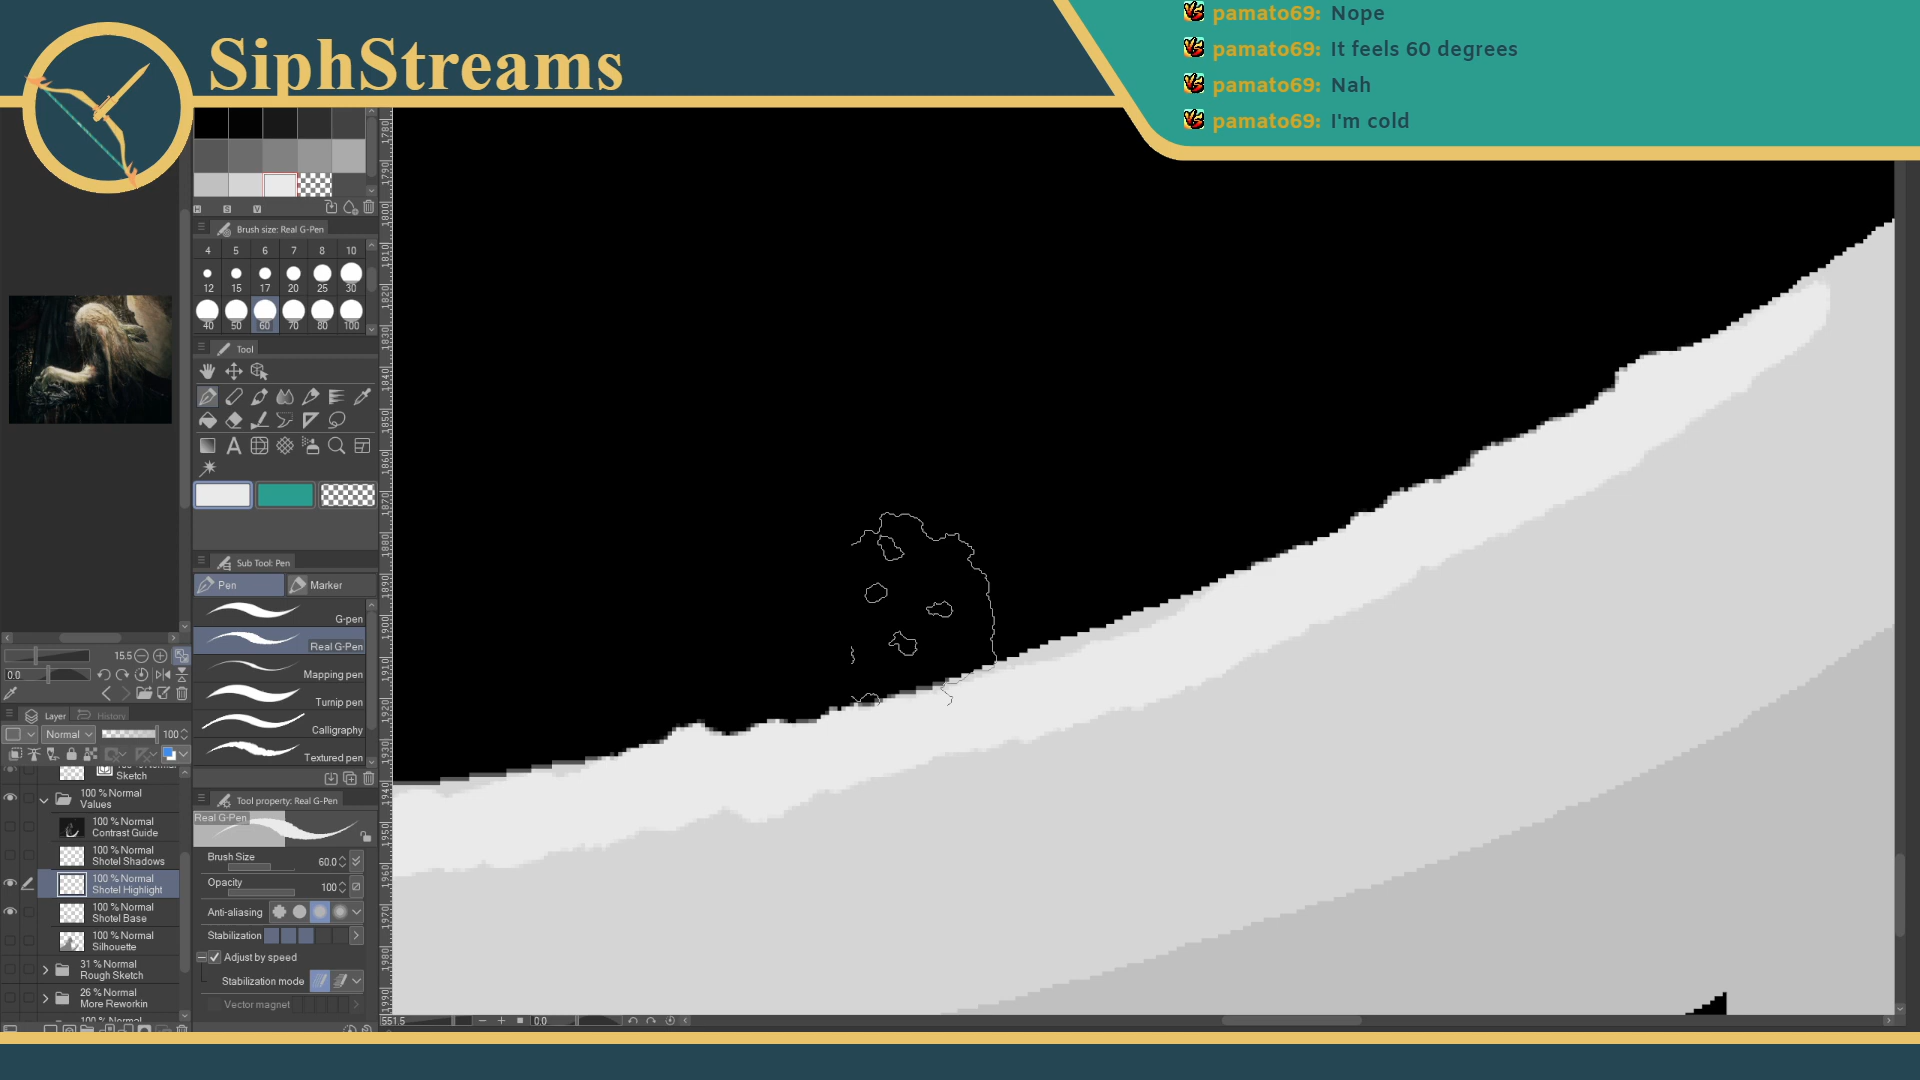 SiphStreams
pamato69: Nope
pamato69: It feels 60 degrees
pamato69: Nah
pamato69: I'm cold
H S V
Brush size: Real G-Pen
4 5 6 7 8 10
12 15 17 20 25 30
40 50 60 70 80 100
Tool
Sub Tool: Pen
Pen Marker
G-pen
Real G-Pen
Mapping pen
Turnip pen
Calligraphy
Textured pen
15.5
0.0
Layer History
Normal 100
Sketch
100 % Normal
Values
100 % Normal
Contrast Guide
100 % Normal
Shotel Shadows
100 % Normal
Shotel Highlight
100 % Normal
Shotel Base
100 % Normal
Silhouette
31 % Normal
Rough Sketch
26 % Normal
More Reworkin
100 % Normal
Tool property: Real G-Pen
Real G-Pen
Brush Size 60.0
Opacity 100
Anti-aliasing
Stabilization
Adjust by speed
Stabilization mode
Vector magnet
551.5 0.0